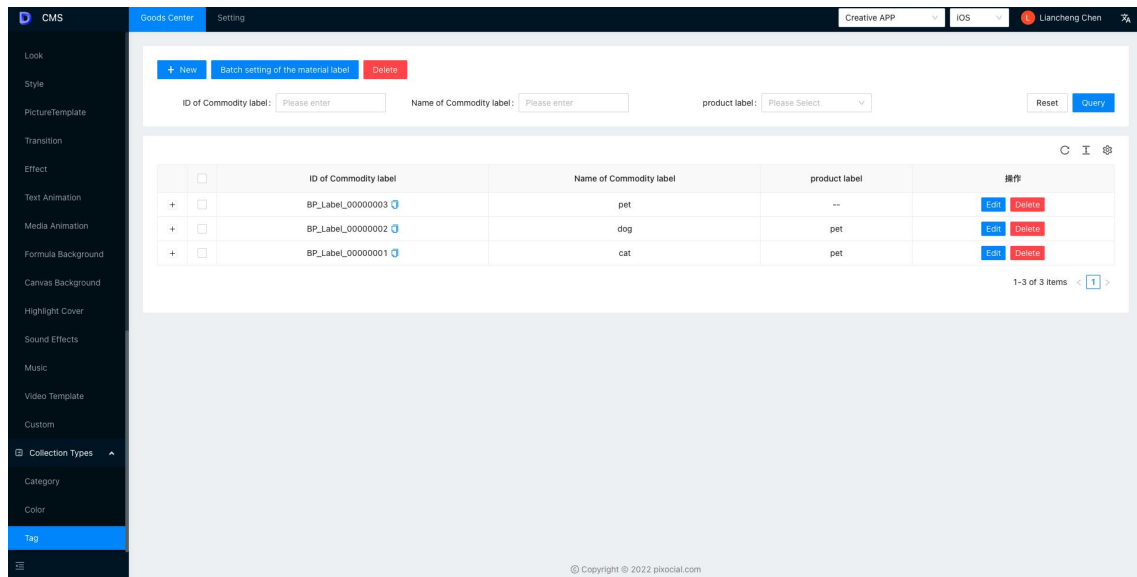 CMS
Goods Center
Setting
Creative APP
iOS
L
Liancheng Chen
Look
Style
PictureTemplate
Transition
Effect
Text Animation
Media Animation
Formula Background
Canvas Background
Highlight Cover
Sound Effects
Music
Video Template
Custom
Collection Types
Category
Color
Tag
+ New
Batch setting of the material label
Delete
ID of Commodity label: Please enter
Name of Commodity label: Please enter
product label: Please Select
Reset
Query
ID of Commodity label Name of Commodity label product label 操作
+ BP_Label_00000003 pet -- Edit Delete
+ BP_Label_00000002 dog pet Edit Delete
+ BP_Label_00000001 cat pet Edit Delete
1-3 of 3 items < 1 >
© Copyright © 2022 pixocial.com